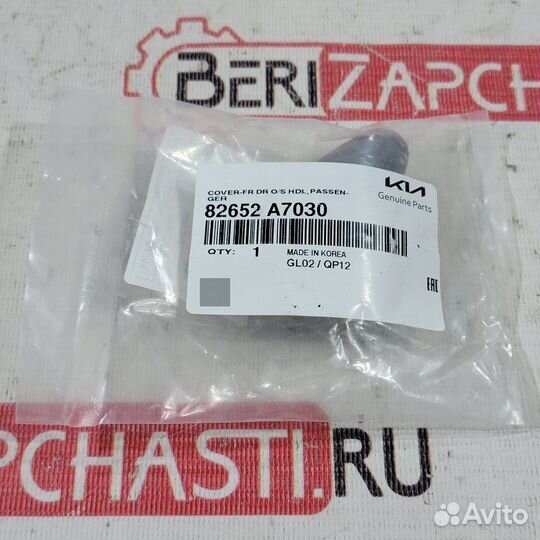 BERIZAPCH
COVER-FR DR O/S HDL,PASSEN-
GER
82652 A7030
KIA
Genuine Parts
QTY: 1
MADE IN KOREA
GL02 / QP12
EAC
PCHASTI.RU
Avito